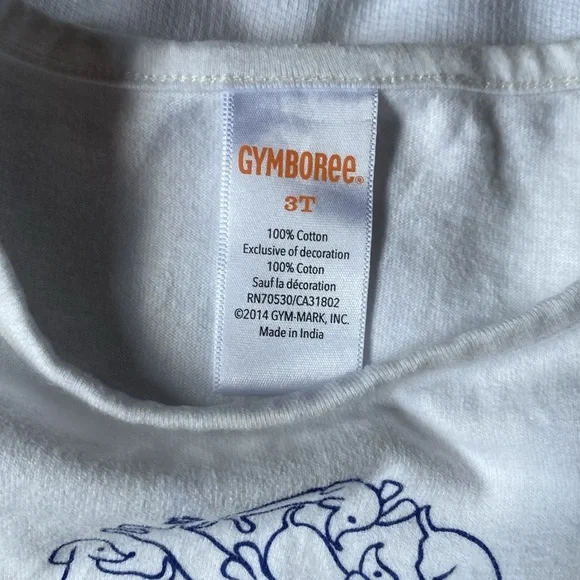 GYMBOREE®
3T
100% Cotton
Exclusive of decoration
100% Coton
Sauf la décoration
RN70530/CA31802
©2014 GYM-MARK, INC.
Made in India